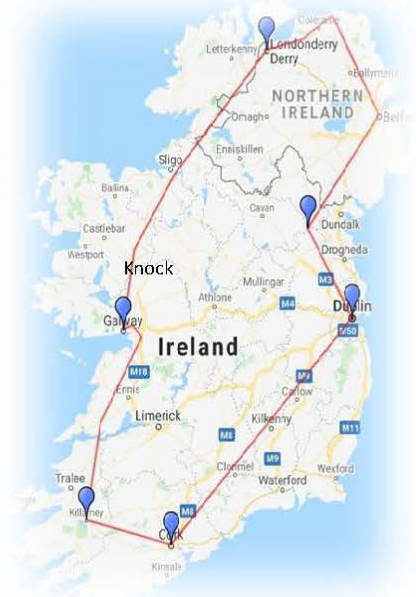 Coleraine
Letterkenny
Londonderry
Derry
Ballymena
NORTHERN
IRELAND
Omagh
Belfa
Enniskillen
Sligo
Ballina
Cavan
Dundalk
Castlebar
Westport
Drogheda
Knock
M3
Mullingar
Athlone
M4
Dublin
Galway
M50
Ireland
M18
M9
Ennis
Carlow
Limerick
Kilkenny
M11
M8
M9
Clonmel
Wexford
Tralee
Waterford
Killarney
M8
Cork
Kinsale